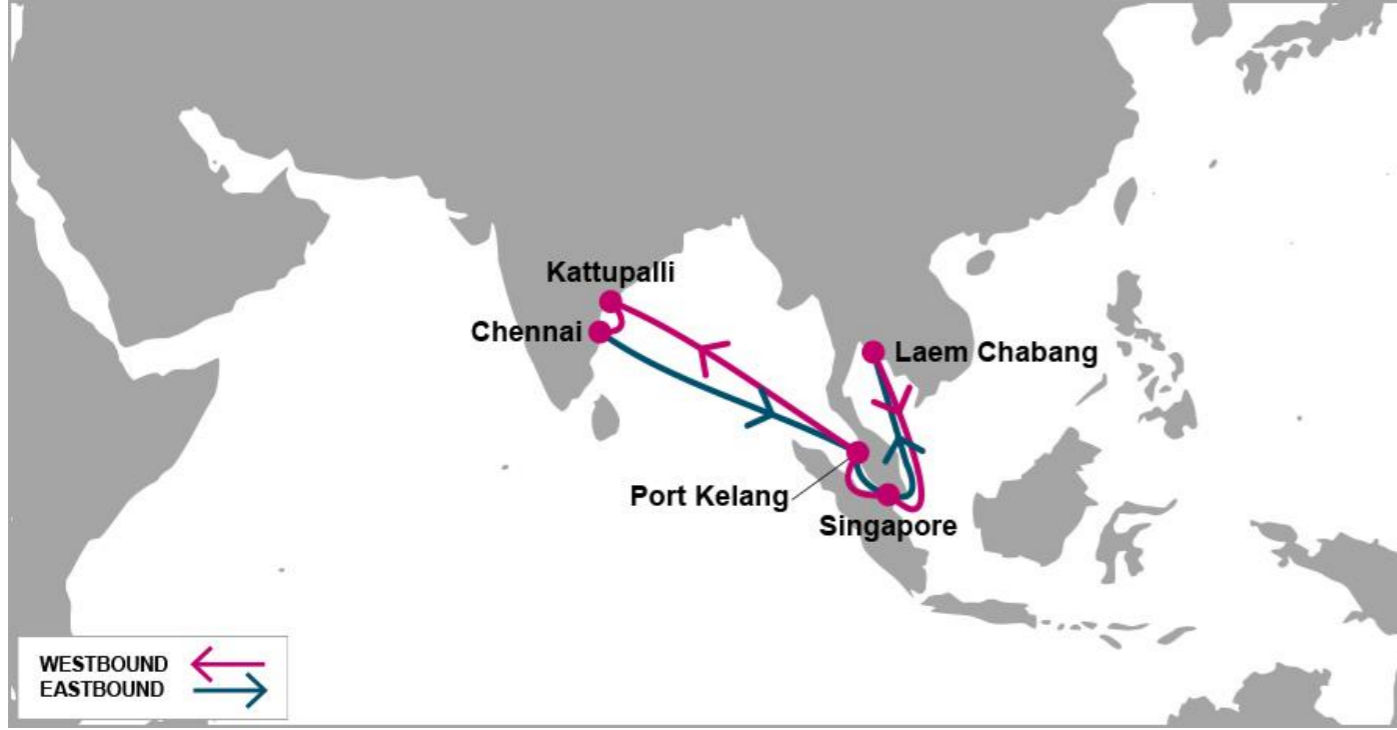 Kattupalli
Chennai
Laem Chabang
Port Kelang
Singapore
WESTBOUND
EASTBOUND